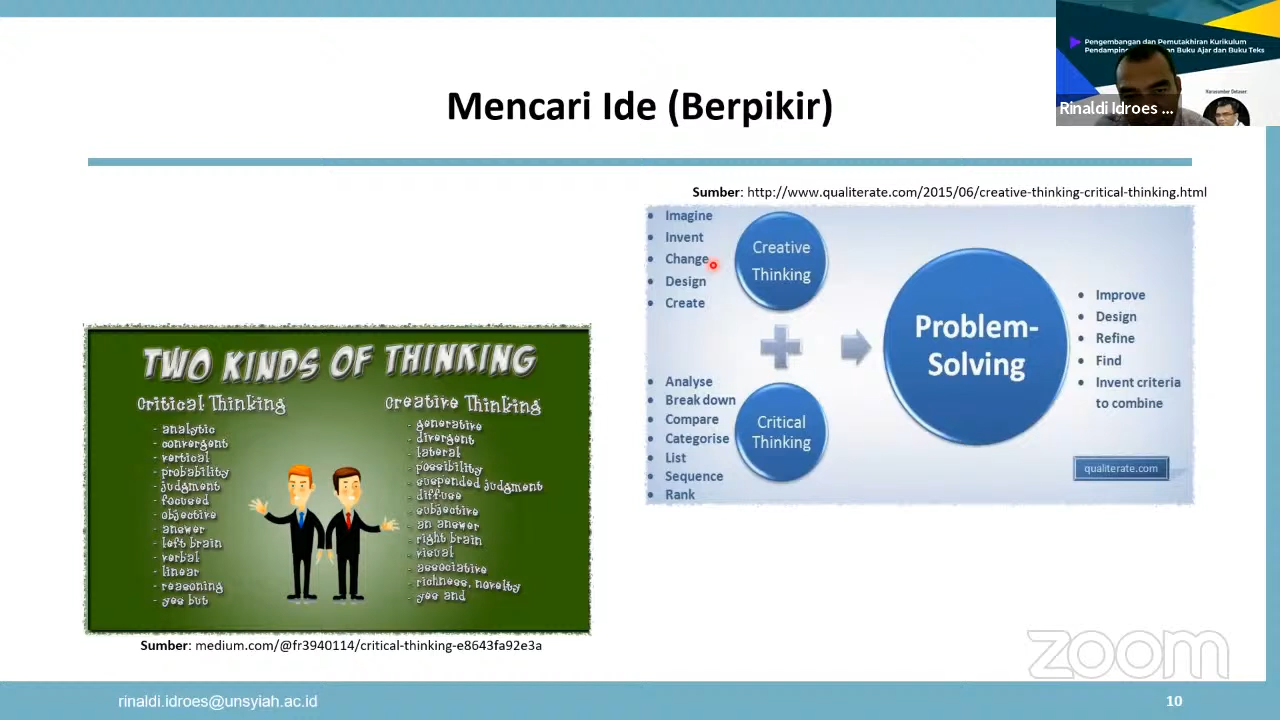 Pengembangan dan Pemutakhiran Kurikulum
Buku Ajar dan Buku Teks
Rinaldi Idroes ...
Mencari Ide (Berpikir)
Sumber: http://www.qualiterate.com/2015/06/creative-thinking-critical-thinking.html
• Imagine
• Invent
• Change
• Design
• Create
Creative
Thinking
• Analyse
• Break down
• Compare
• Categorise
• List
• Sequence
• Rank
Critical
Thinking
Problem-
Solving
• Improve
• Design
• Refine
• Find
• Invent criteria
to combine
qualiterate.com
TWO KINDS OF THINKING
Critical Thinking
- analytic
- convergent
- vertical
- probability
- judgment
- focused
- objective
- answer
- left brain
- verbal
- linear
- reasoning
- yes but
Creative Thinking
- generative
- divergent
- lateral
- possibility
- suspended judgment
- diffuse
- subjective
- an answer
- right brain
- visual
- associative
- richness, novelty
- yes and
Sumber: medium.com/@fr3940114/critical-thinking-e8643fa92e3a
zoom
rinaldi.idroes@unsyiah.ac.id
10